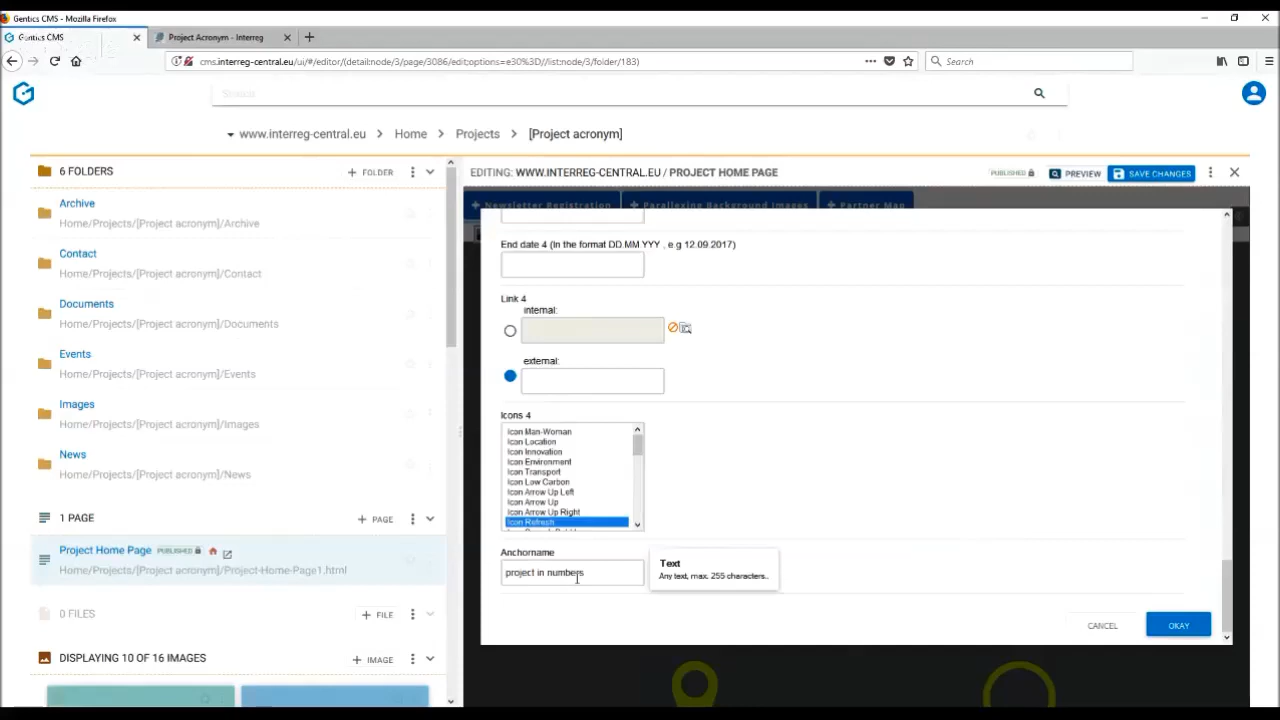 Gentics CMS - Mozilla Firefox
Gentics CMS
Project Acronym - Interreg
cms.interreg-central.eu/ui/#/editor/(detail:node/3/page/3086/edit;options=e30%3D//list:node/3/folder/183)
Search
Search
www.interreg-central.eu > Home > Projects > [Project acronym]
6 FOLDERS
+ FOLDER
Archive
Home/Projects/[Project acronym]/Archive
Contact
Home/Projects/[Project acronym]/Contact
Documents
Home/Projects/[Project acronym]/Documents
Events
Home/Projects/[Project acronym]/Events
Images
Home/Projects/[Project acronym]/Images
News
Home/Projects/[Project acronym]/News
1 PAGE
+ PAGE
Project Home Page PUBLISHED
Home/Projects/[Project acronym]/Project-Home-Page1.html
0 FILES
+ FILE
DISPLAYING 10 OF 16 IMAGES
+ IMAGE
EDITING: WWW.INTERREG-CENTRAL.EU / PROJECT HOME PAGE
PUBLISHED
PREVIEW
SAVE CHANGES
+ Newsletter Registration
+ Parallexing Background Images
+ Partner Map
End date 4 (In the format DD.MM YYY , e.g 12.09.2017)
Link 4
internal:
external:
Icons 4
Icon Man-Woman
Icon Location
Icon Innovation
Icon Environment
Icon Transport
Icon Low Carbon
Icon Arrow Up Left
Icon Arrow Up
Icon Arrow Up Right
Icon Refresh
Anchorname
project in numbers
Text
Any text, max. 255 characters..
CANCEL
OKAY